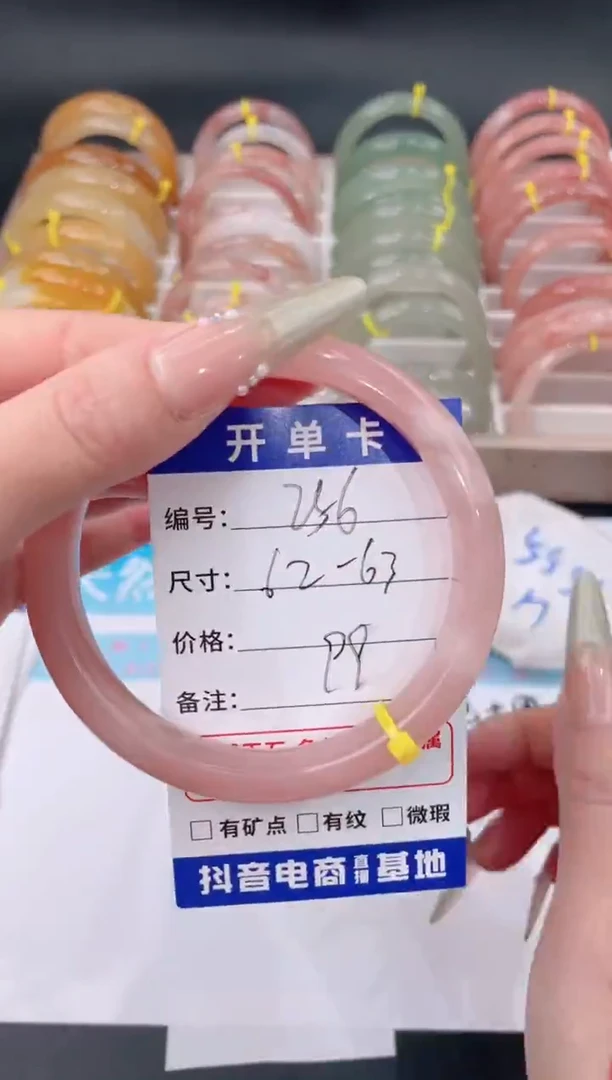 开单卡
编号: 256
尺寸: 62-63
价格: 99
备注:
有矿点 有纹 微瑕
抖音电商直播基地